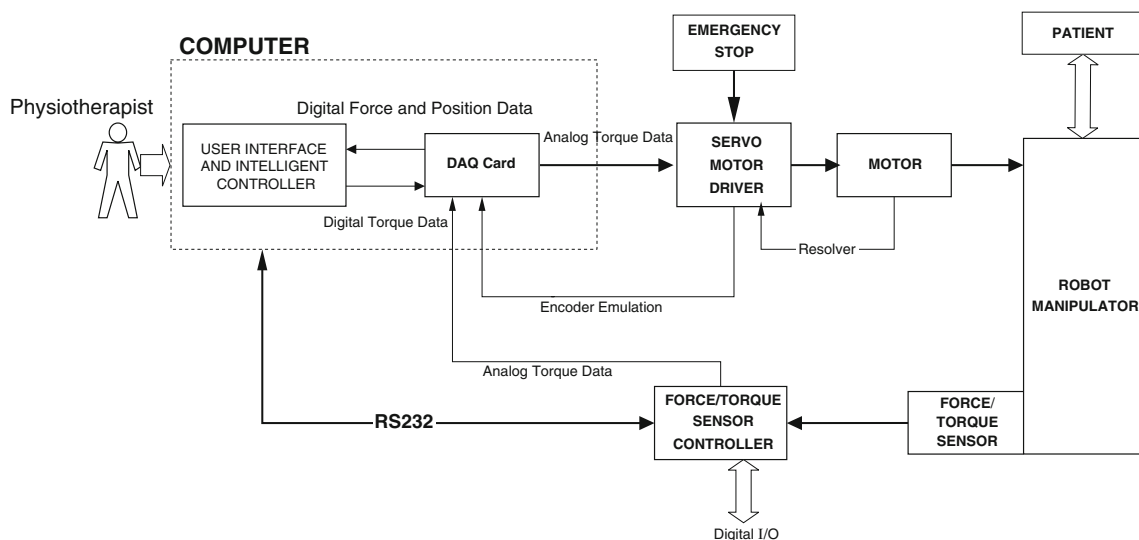 EMERGENCY
STOP
PATIENT
COMPUTER
Physiotherapist
Digital Force and Position Data
USER INTERFACE
AND INTELLIGENT
CONTROLLER
DAQ Card
Analog Torque Data
SERVO
MOTOR
DRIVER
MOTOR
Digital Torque Data
Resolver
Encoder Emulation
ROBOT
MANIPULATOR
Analog Torque Data
RS232
FORCE/TORQUE
SENSOR
CONTROLLER
FORCE/
TORQUE
SENSOR
Digital I/O